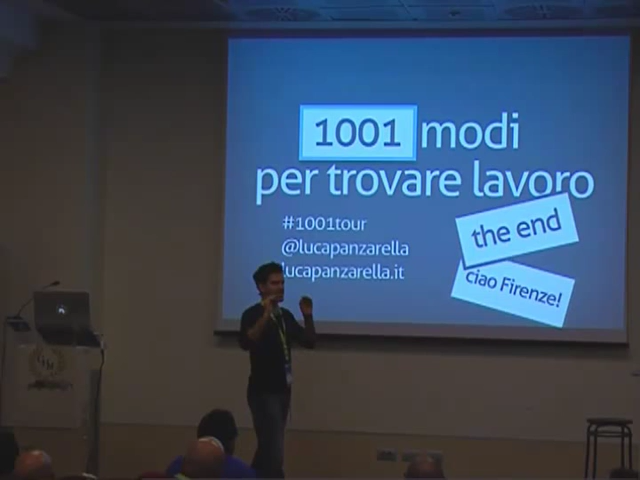 1001 modi
per trovare lavoro
#1001tour
@lucapanzarella
lucapanzarella.it
the end
ciao Firenze!